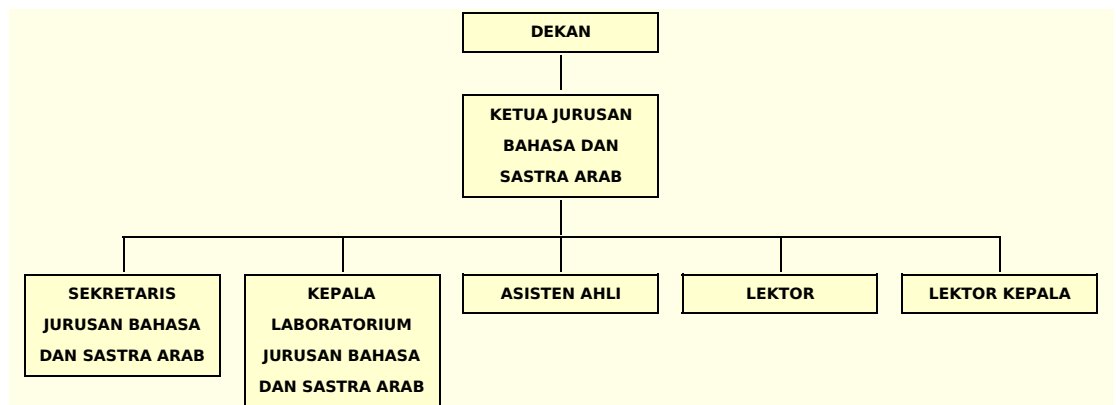 DEKAN
KETUA JURUSAN
BAHASA DAN
SASTRA ARAB
SEKRETARIS
JURUSAN BAHASA
DAN SASTRA ARAB
KEPALA
LABORATORIUM
JURUSAN BAHASA
DAN SASTRA ARAB
ASISTEN AHLI
LEKTOR
LEKTOR KEPALA